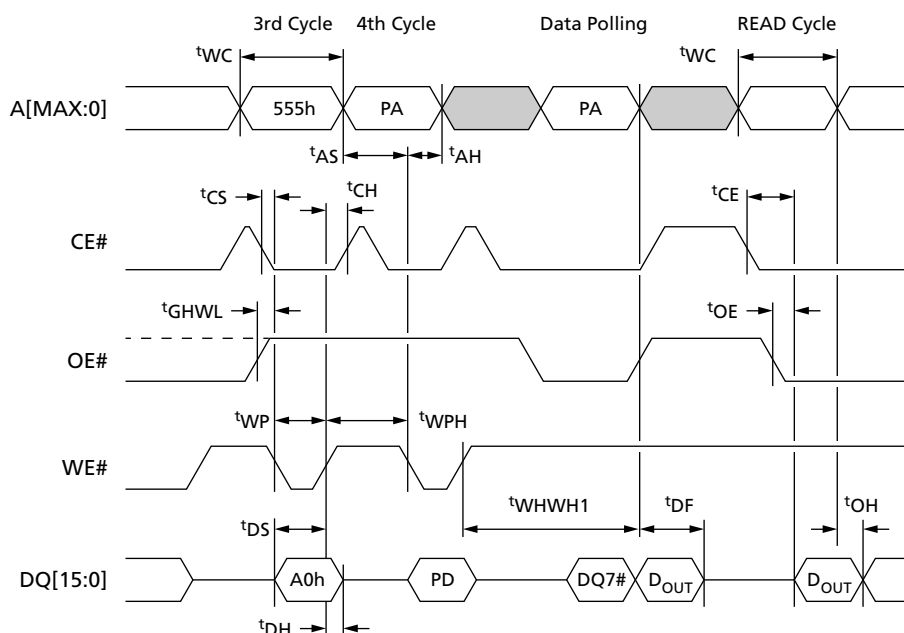 3rd Cycle 4th Cycle Data Polling READ Cycle
tWC tWC
A[MAX:0] 555h PA PA
tAS tAH
tCS tCH tCE
CE#
tGHWL tOE
OE#
tWP tWPH
WE#
tWHWH1 tDF tOH
tDS
DQ[15:0] A0h PD DQ7# DOUT DOUT
tDH